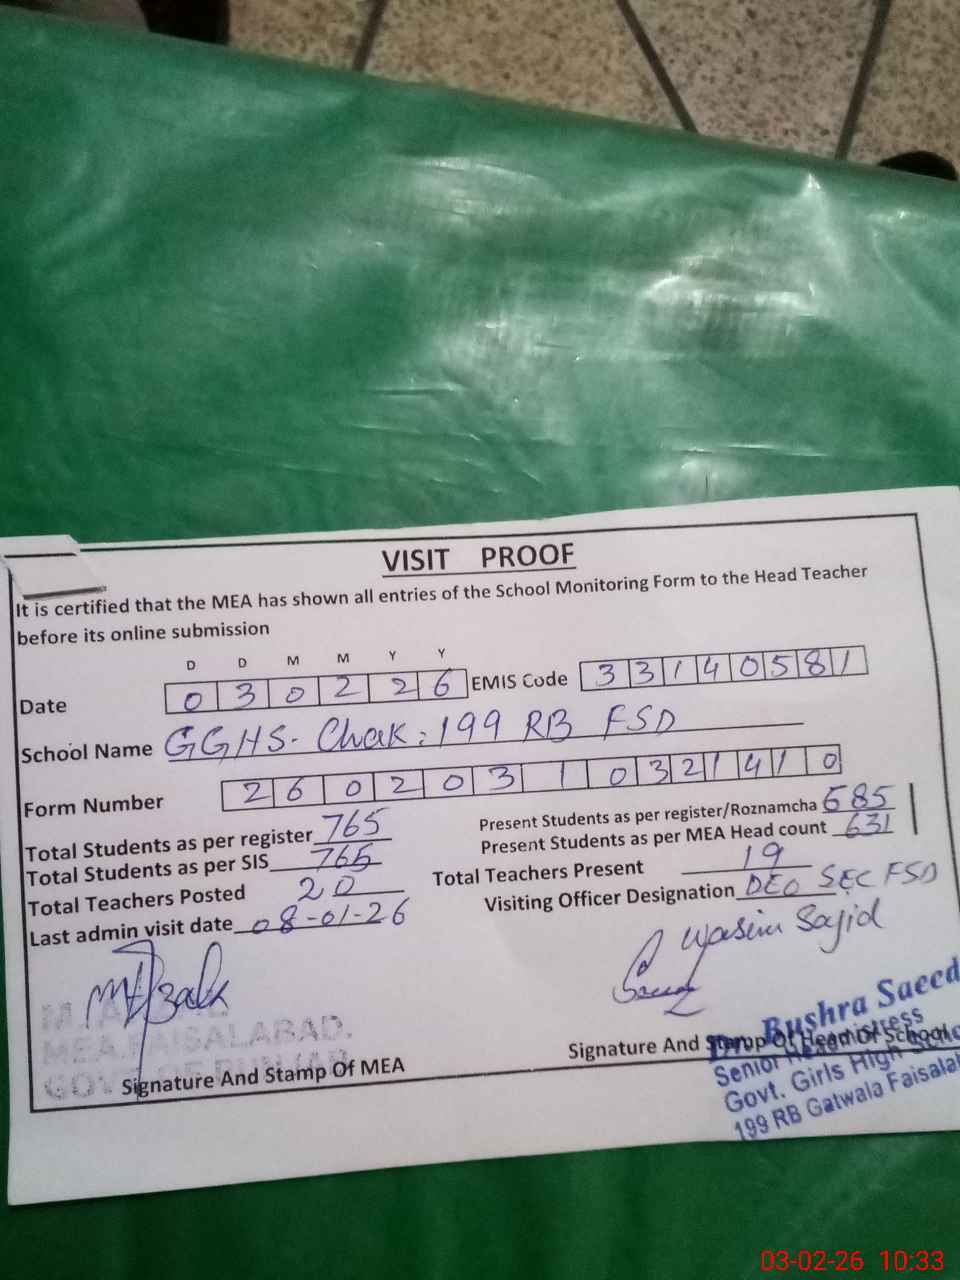 VISIT PROOF
It is certified that the MEA has shown all entries of the School Monitoring Form to the Head Teacher
before its online submission
D D M M Y Y
Date 0 3 0 2 2 6 EMIS Code 3 3 1 4 0 5 8 1
School Name GGHS. Chak: 199 RB FSD
Form Number 2 6 0 2 0 3 1 0 3 2 1 4 1 0
Total Students as per register 765 Present Students as per register/Roznamcha 685
Total Students as per SIS 765 Present Students as per MEA Head count 631
Total Teachers Posted 20 Total Teachers Present 19
Last admin visit date 08-01-26 Visiting Officer Designation DEO SEC FSD
Wasim Sajid
MEA.FAISALABAD.
Signature And Stamp Of MEA Signature And Stamp Of Head Of School
Dr. Bushra Saeed
Senior Headmistress
Govt. Girls High
199 RB Gatwala
03-02-26 10:33